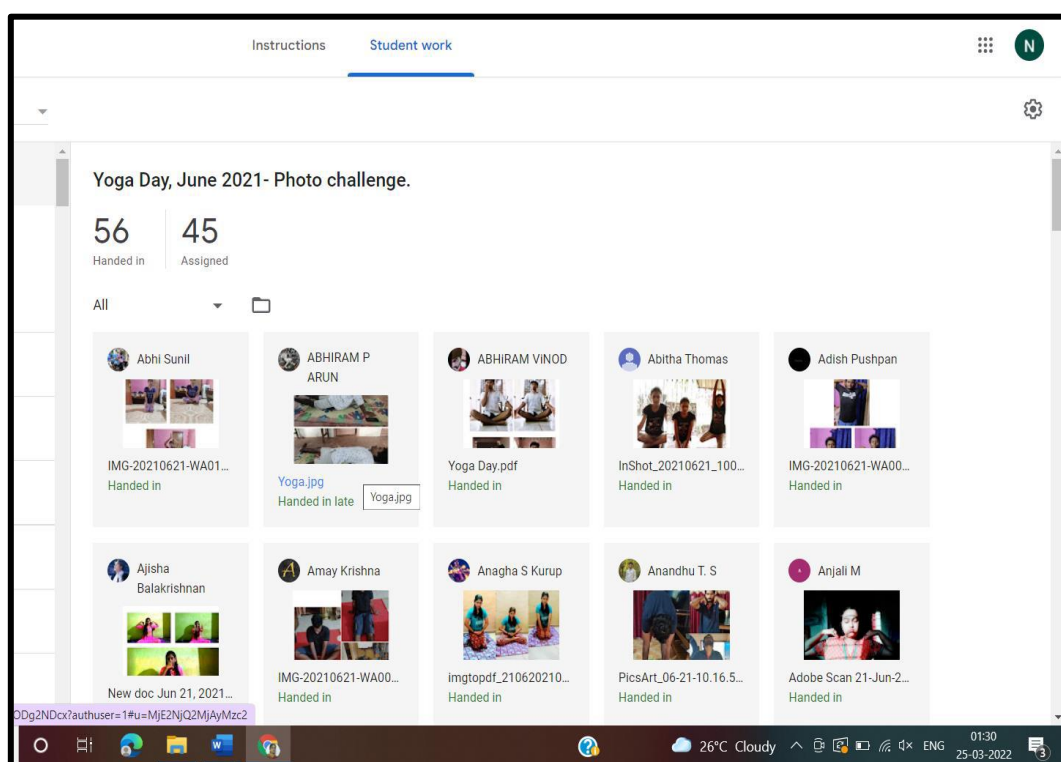 Instructions Student work
N
Yoga Day, June 2021- Photo challenge.
56 45
Handed in Assigned
All
Abhi Sunil
IMG-20210621-WA01...
Handed in
ABHIRAM P
ARUN
Yoga.jpg
Handed in late
Yoga.jpg
ABHiRAM ViNOD
Yoga Day.pdf
Handed in
Abitha Thomas
InShot_20210621_100...
Handed in
Adish Pushpan
IMG-20210621-WA00...
Handed in
Ajisha
Balakrishnan
New doc Jun 21, 2021...
Amay Krishna
IMG-20210621-WA00...
Handed in
Anagha S Kurup
imgtopdf_210620210...
Handed in
Anandhu T. S
PicsArt_06-21-10.16.5...
Handed in
Anjali M
Adobe Scan 21-Jun-2...
Handed in
ODg2NDcx?authuser=1#u=MjE2NjQ2MjAyMzc2
26°C Cloudy ENG
01:30
25-03-2022
3